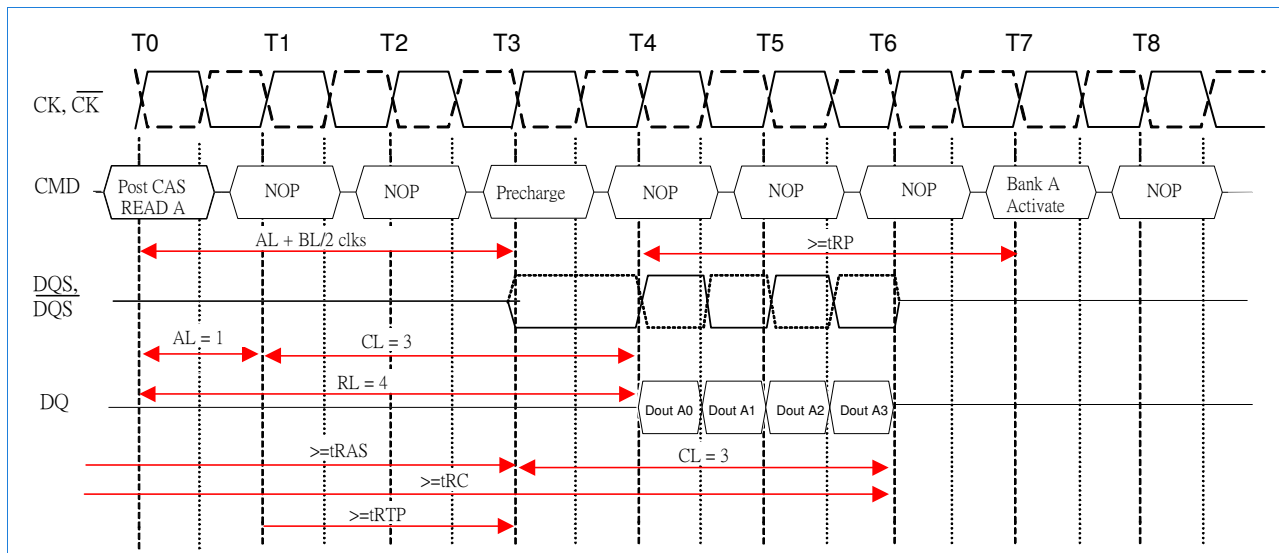 T0 T1 T2 T3 T4 T5 T6 T7 T8
CK, CK
CMD
Post CAS
READ A
NOP
NOP
Precharge
NOP
NOP
NOP
Bank A
Activate
NOP
AL + BL/2 clks
>=tRP
DQS,
DQS
AL = 1
CL = 3
RL = 4
DQ
Dout A0 Dout A1 Dout A2 Dout A3
>=tRAS
CL = 3
>=tRC
>=tRTP